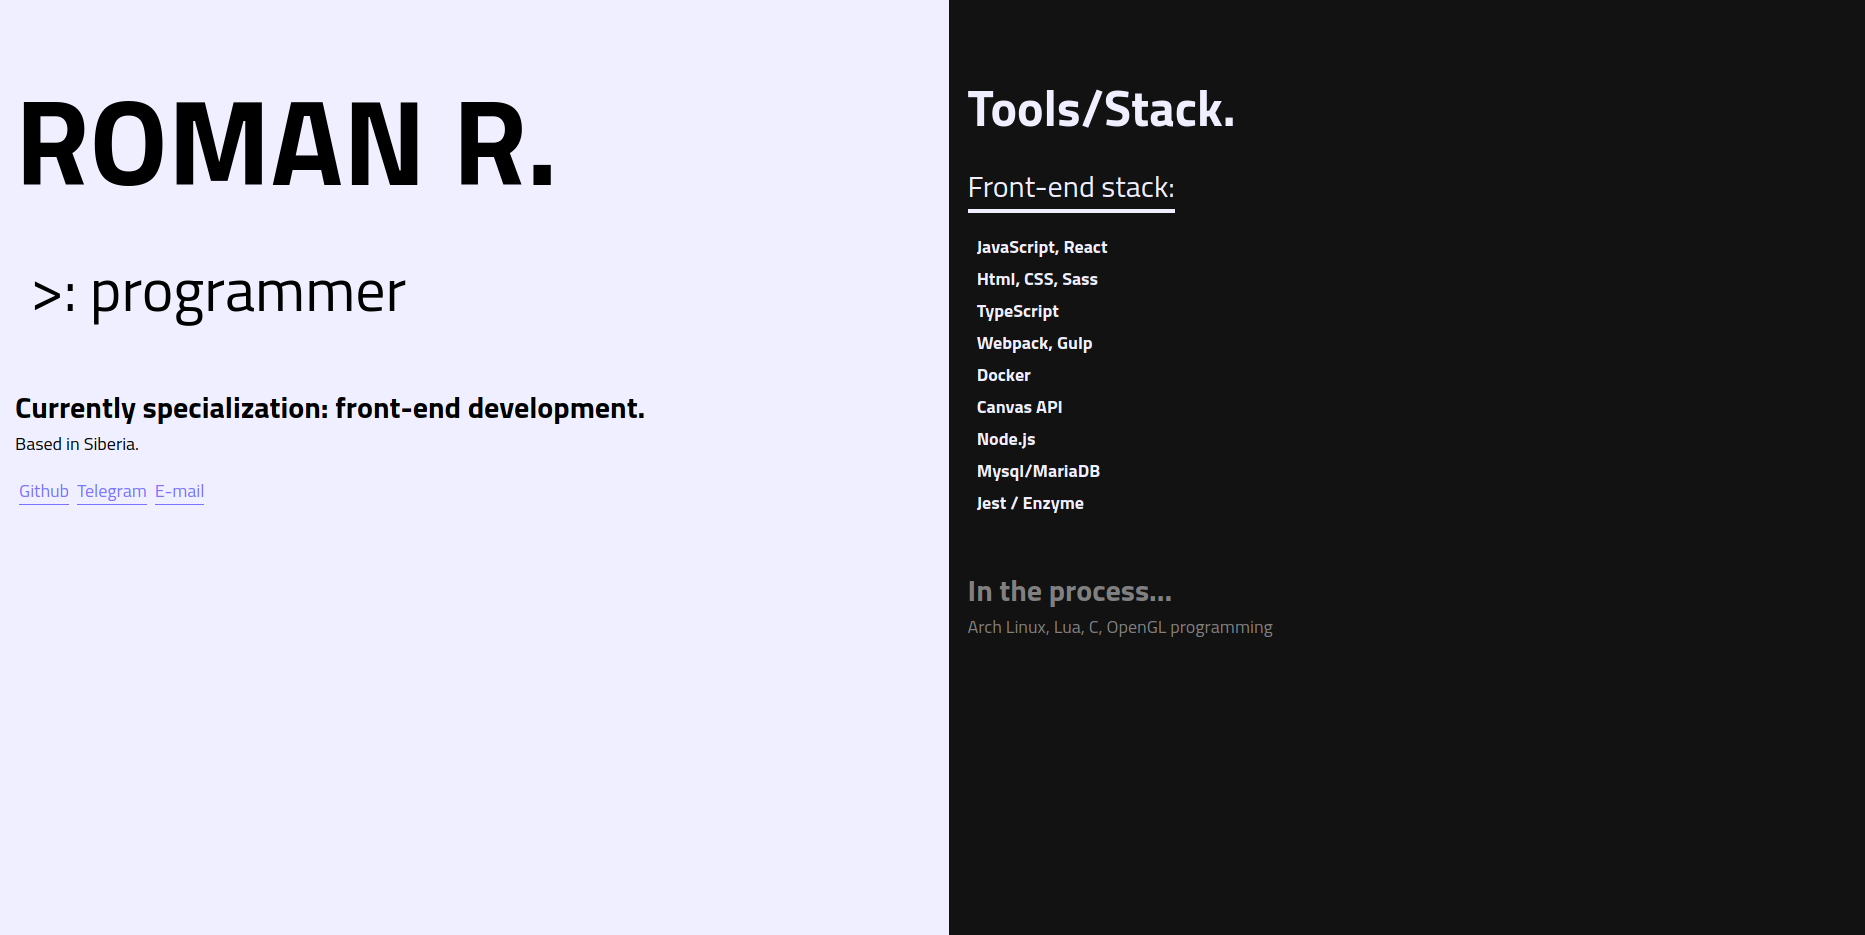 ROMAN R.
>: programmer
Currently specialization: front-end development.
Based in Siberia.
Github Telegram E-mail
Tools/Stack.
Front-end stack:
JavaScript, React
Html, CSS, Sass
TypeScript
Webpack, Gulp
Docker
Canvas API
Node.js
Mysql/MariaDB
Jest / Enzyme
In the process...
Arch Linux, Lua, C, OpenGL programming